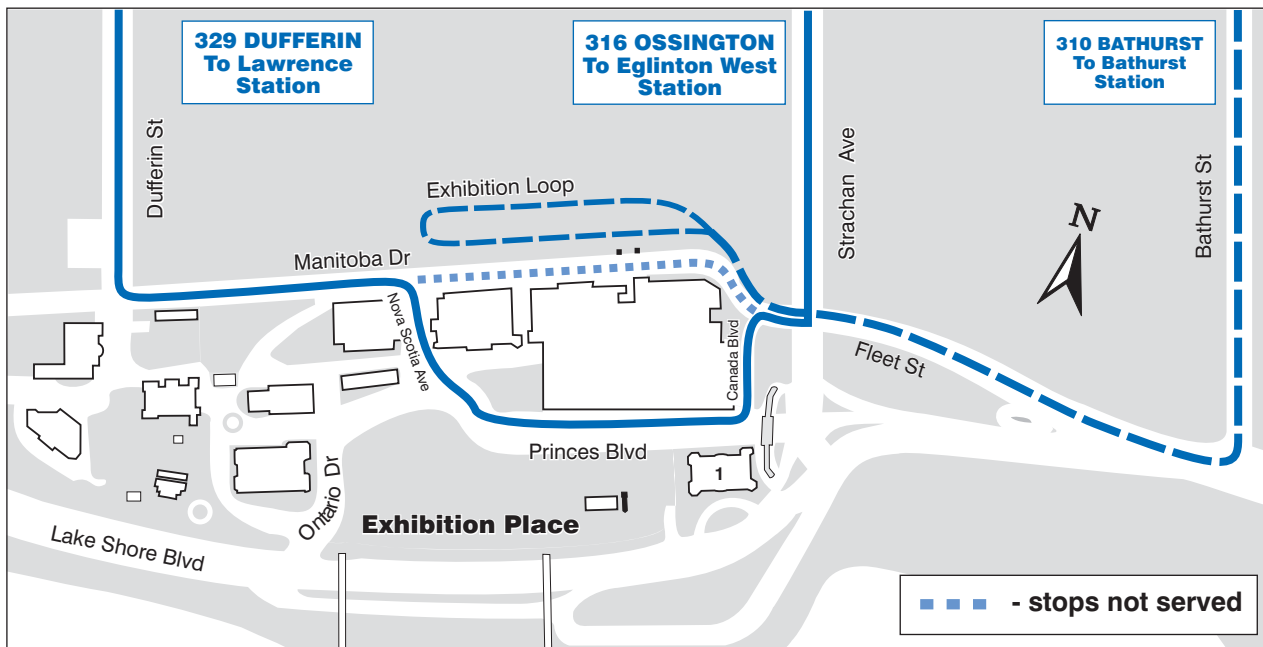 329 DUFFERIN
To Lawrence
Station
316 OSSINGTON
To Eglinton West
Station
310 BATHURST
To Bathurst
Station
Dufferin St
Strachan Ave
Bathurst St
Exhibition Loop
N
Manitoba Dr
Nova Scotia Ave
Canada Blvd
Fleet St
Princes Blvd
1
Ontario Dr
Exhibition Place
Lake Shore Blvd
- stops not served